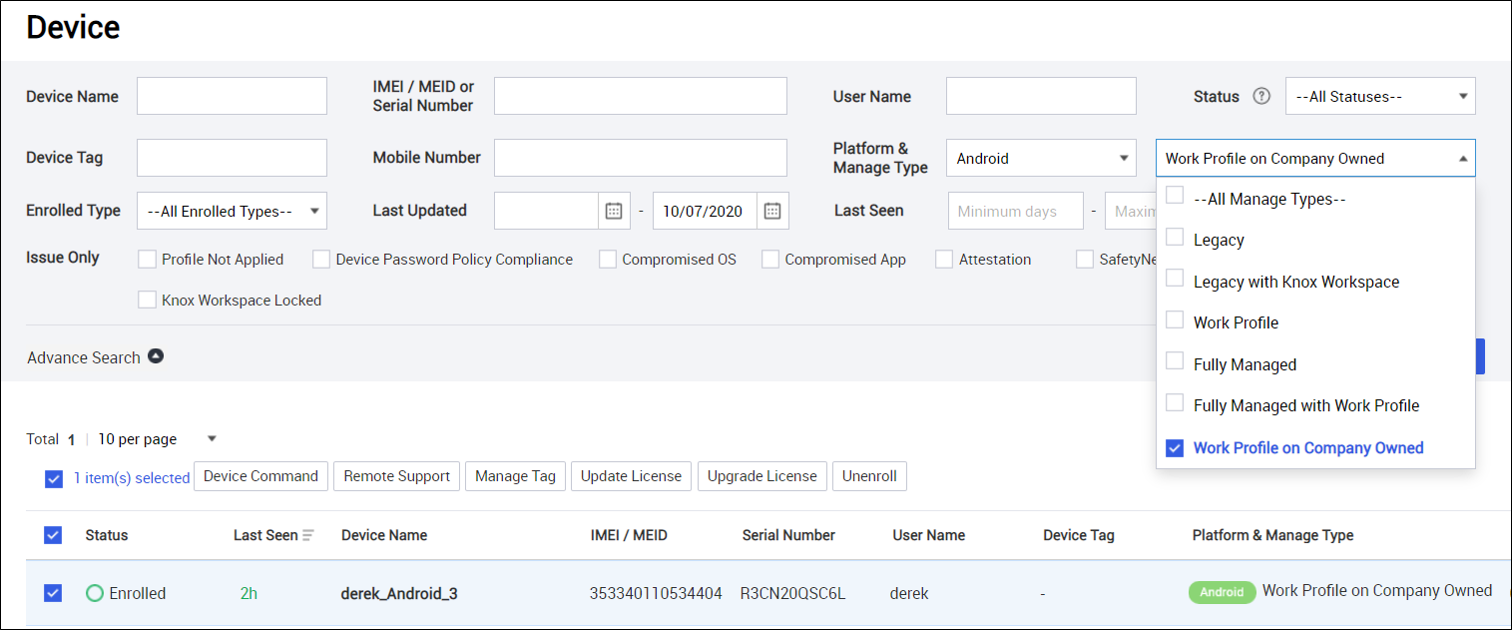 Device
Device Name
IMEI / MEID or
Serial Number
User Name
Status ?
--All Statuses--
Device Tag
Mobile Number
Platform &
Manage Type
Android
Work Profile on Company Owned
Enrolled Type
--All Enrolled Types--
Last Updated
-
10/07/2020
Last Seen
Minimum days
-
--All Manage Types--
Legacy
Legacy with Knox Workspace
Work Profile
Fully Managed
Fully Managed with Work Profile
Work Profile on Company Owned
Issue Only
Profile Not Applied
Device Password Policy Compliance
Compromised OS
Compromised App
Attestation
Knox Workspace Locked
Advance Search
Total 1 | 10 per page
1 item(s) selected
Device Command
Remote Support
Manage Tag
Update License
Upgrade License
Unenroll
Status
Last Seen
Device Name
IMEI / MEID
Serial Number
User Name
Device Tag
Platform & Manage Type
Enrolled
2h
derek_Android_3
353340110534404
R3CN20QSC6L
derek
-
Android
Work Profile on Company Owned